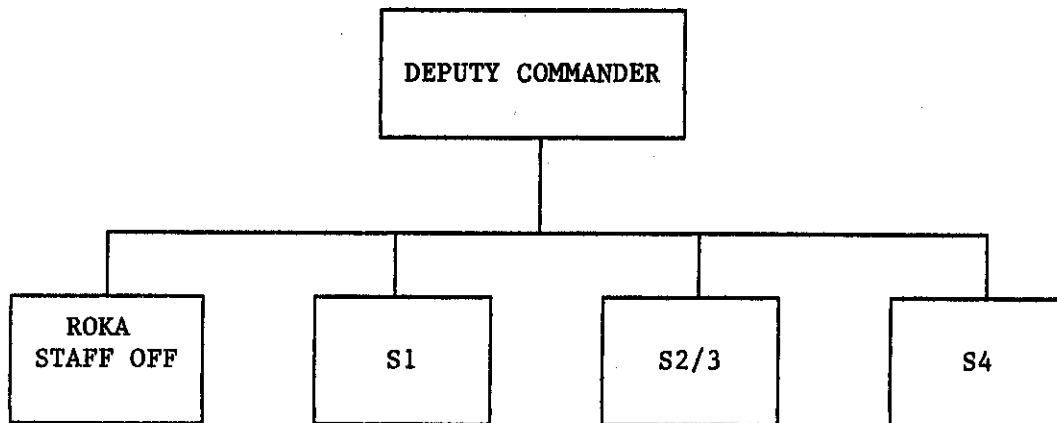 DEPUTY COMMANDER
ROKA
STAFF OFF
S1
S2/3
S4